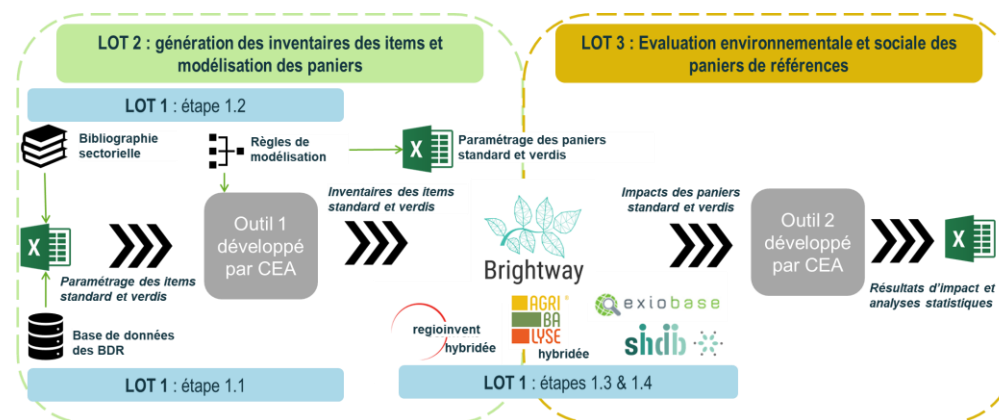 LOT 2 : génération des inventaires des items et
modélisation des paniers
LOT 3 : Evaluation environnementale et sociale des
paniers de références
LOT 1 : étape 1.2
Bibliographie
sectorielle
Règles de
modélisation
Paramétrage des paniers
standard et verdis
Inventaires des items
standard et verdis
Impacts des paniers
standard et verdis
Outil 1
développé
par CEA
Brightway
Outil 2
développé
par CEA
X
X
X
Paramétrage des items
standard et verdis
Résultats d'impact et
analyses statistiques
Base de données
des BDR
regioinvent
hybridée
AGRI
BA
LYSE
®
hybridée
exiobase
shdb
LOT 1 : étape 1.1
LOT 1 : étapes 1.3 & 1.4